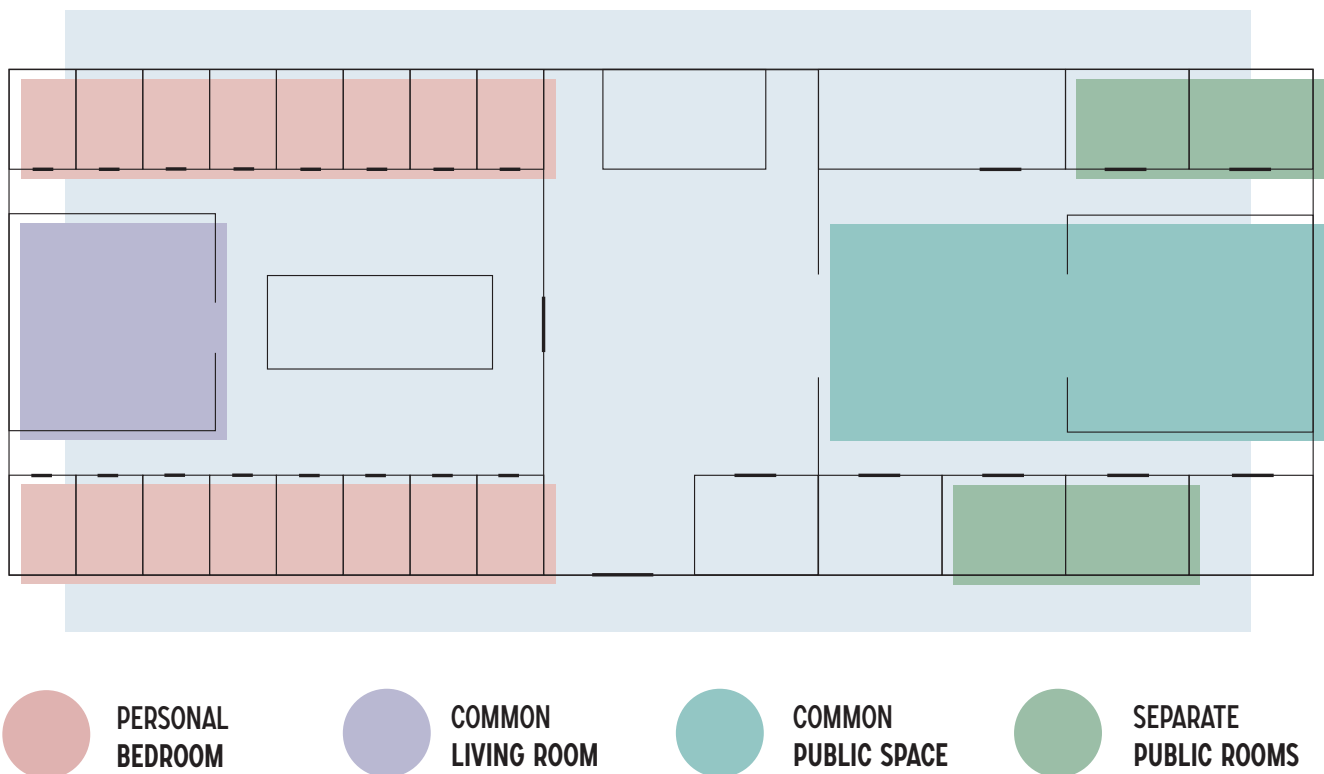 PERSONAL
BEDROOM
COMMON
LIVING ROOM
COMMON
PUBLIC SPACE
SEPARATE
PUBLIC ROOMS